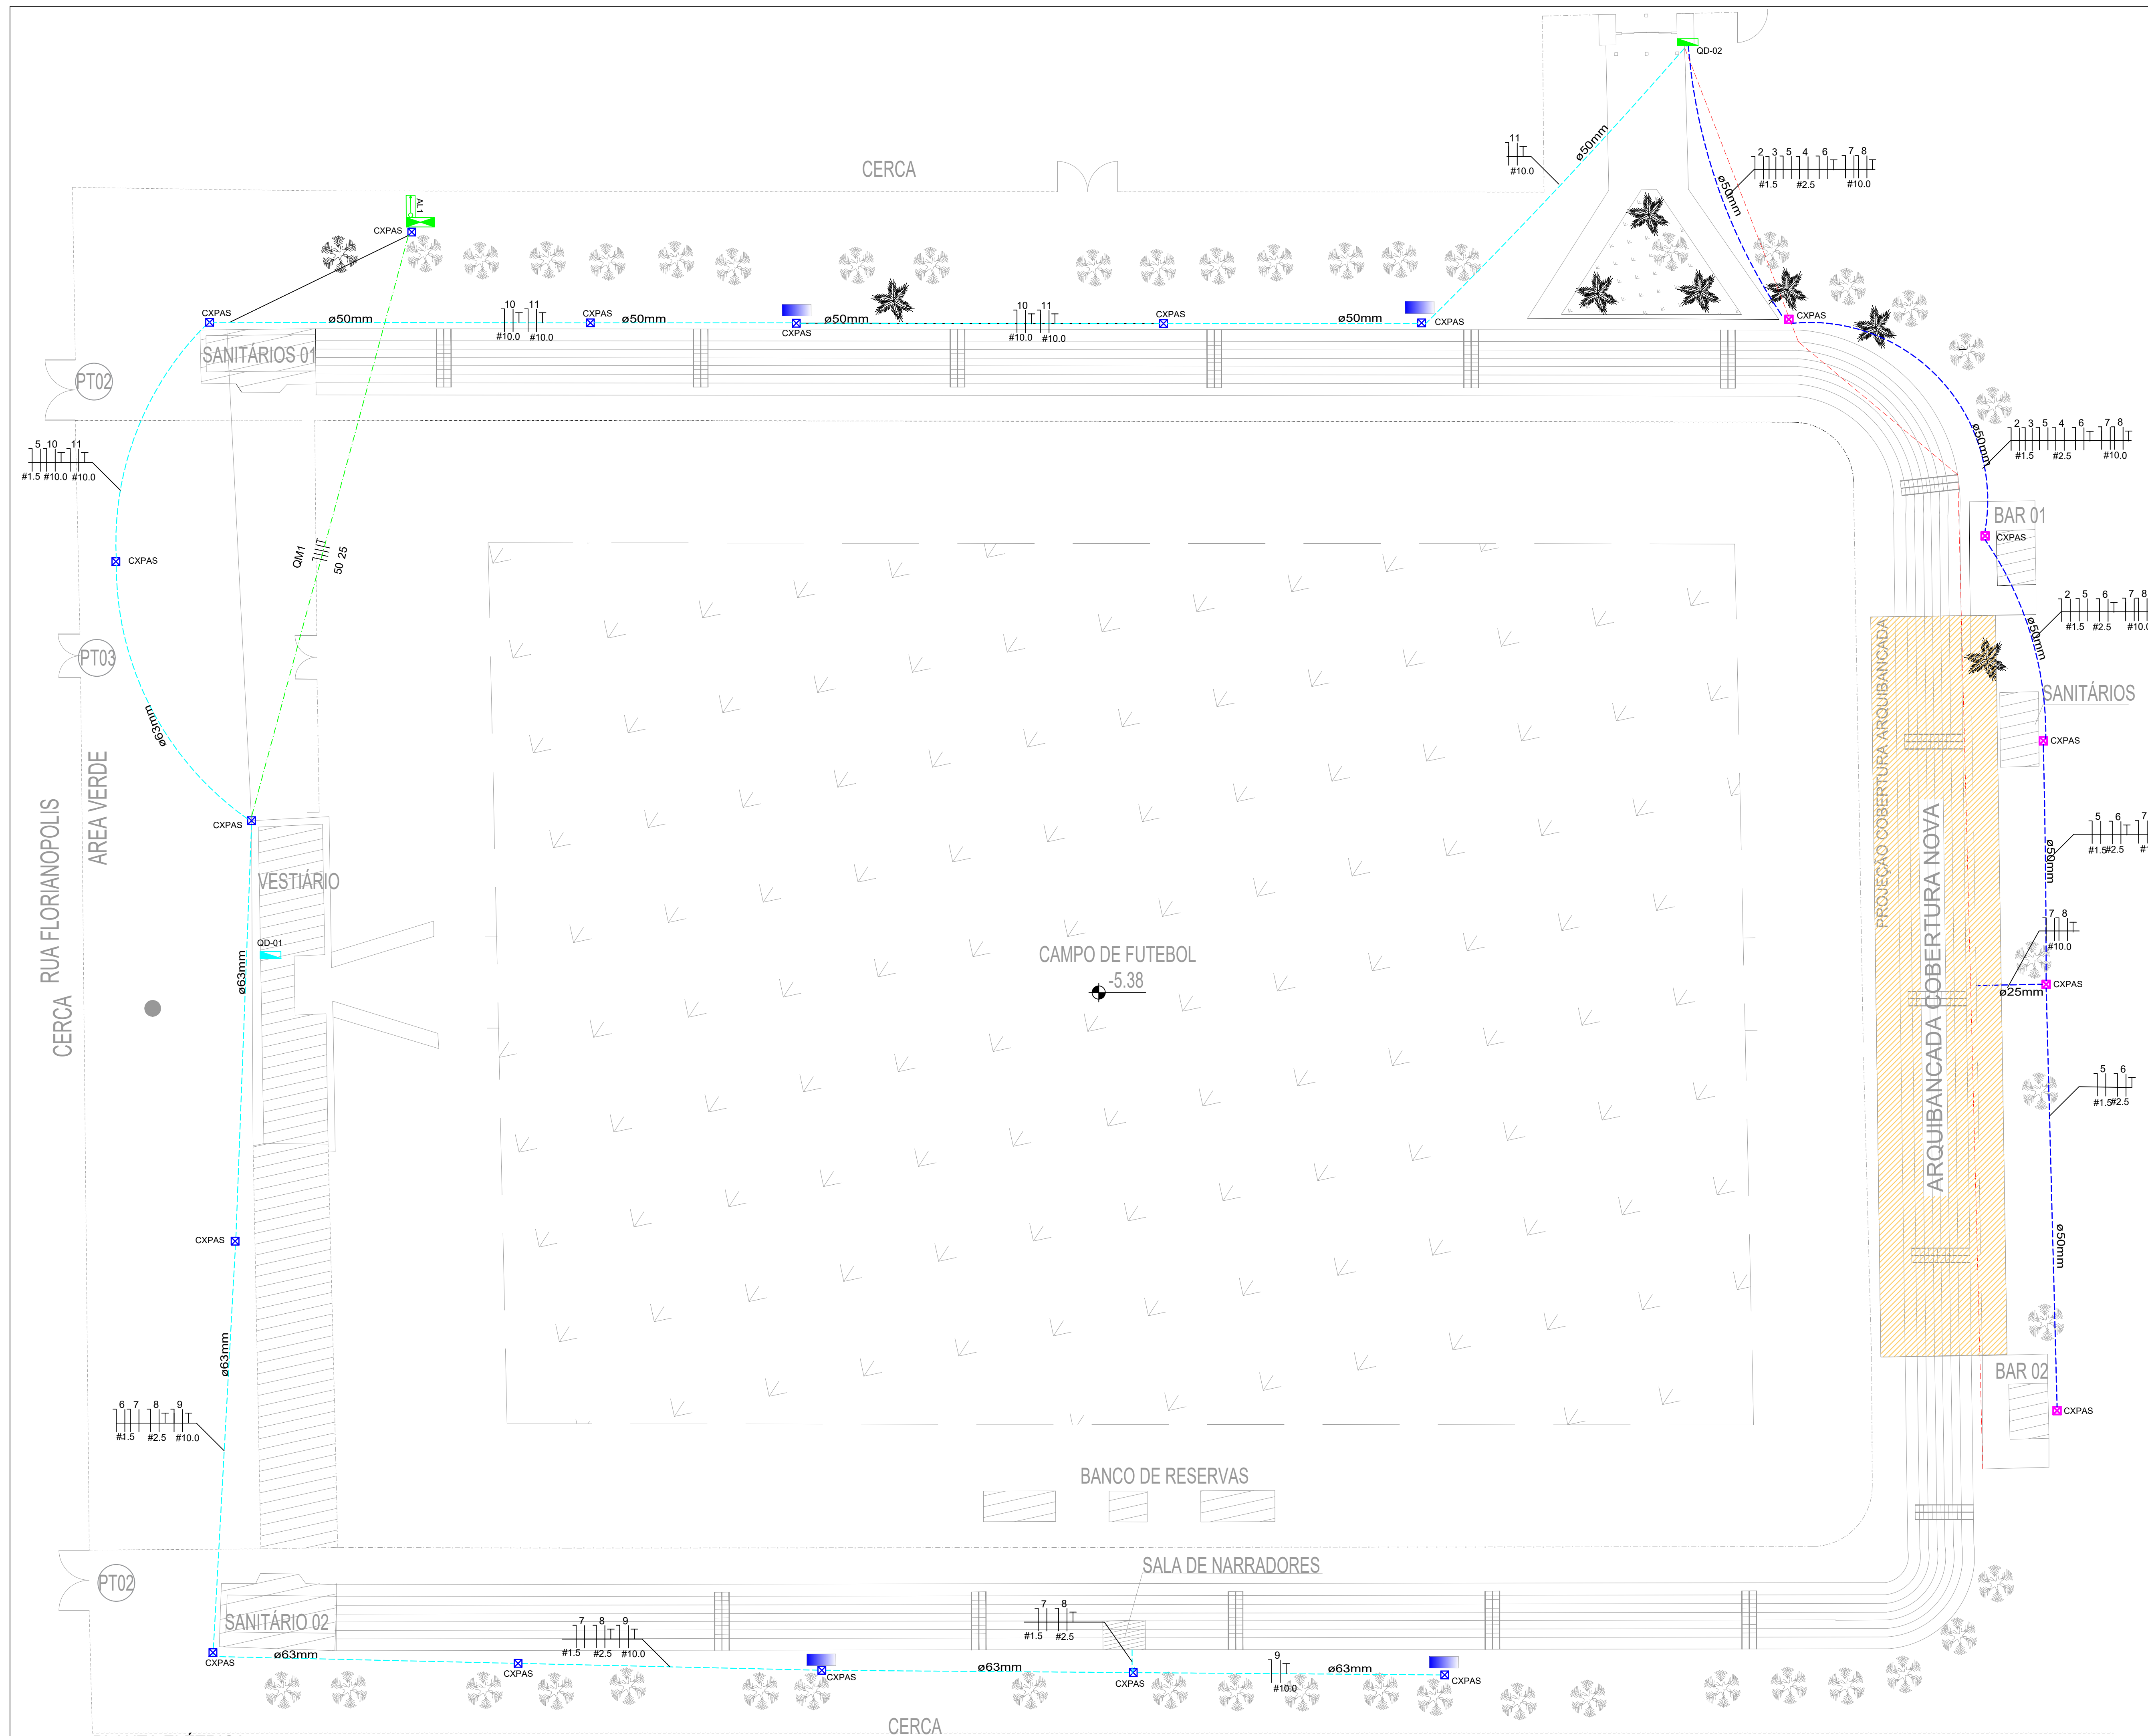 QD-02
11
#10.0
ø50mm
2 3 5 4 6 7 8
#1.5 #2.5 #10.0
ø50mm
CERCA
AL1
CXPAS
CXPAS
ø50mm
10 11
#10.0 #10.0
CXPAS
ø50mm
CXPAS
ø50mm
10 11
#10.0 #10.0
CXPAS
ø50mm
CXPAS
CXPAS
SANITÁRIOS 01
PT02
5 10 11
#1.5 #10.0 #10.0
2 3 5 4 6 7 8
#1.5 #2.5 #10.0
ø50mm
BAR 01
CXPAS
QM1
50 25
CXPAS
2 5 6 7 8
#1.5 #2.5 #10.0
ø50mm
PT03
PROJEÇÃO COBERTURA ARQUIBANCADA
SANITÁRIOS
CXPAS
ø63mm
AREA VERDE
RUA FLORIANOPOLIS
CERCA
CXPAS
5 6 7
#1.5 #2.5
ø50mm
VESTIÁRIO
QD-01
ø63mm
CAMPO DE FUTEBOL
-5.38
ARQUIBANCADA COBERTURA NOVA
7 8
#10.0
CXPAS
ø25mm
5 6
#1.5 #2.5
CXPAS
ø50mm
ø63mm
BAR 02
CXPAS
6 7 8 9
#1.5 #2.5 #10.0
BANCO DE RESERVAS
PT02
SALA DE NARRADORES
SANITÁRIO 02
7 8 9
#1.5 #2.5 #10.0
7 8
#1.5 #2.5
CXPAS
ø63mm
CXPAS
CXPAS
ø63mm
CXPAS
9
#10.0
ø63mm
CXPAS
CERCA